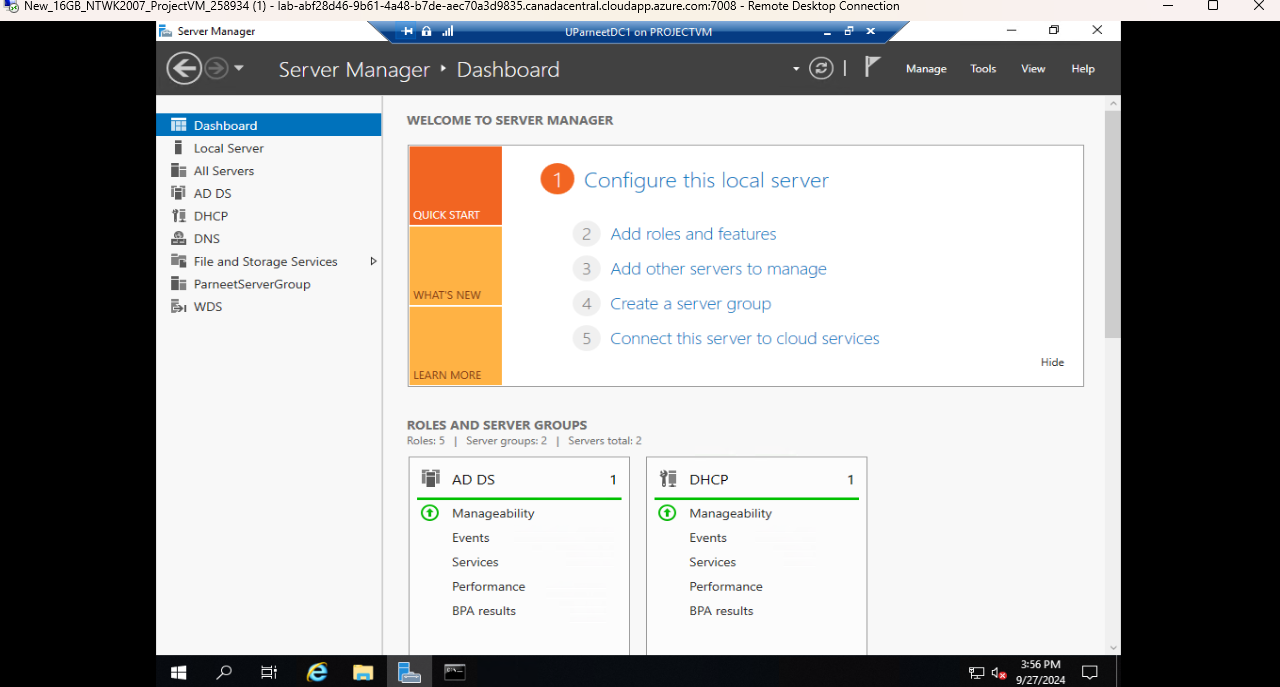 New_16GB_NTWK2007_ProjectVM_258934 (1) - lab-abf28d46-9b61-4a48-b7de-aec70a3d9835.canadacentral.cloudapp.azure.com:7008 - Remote Desktop Connection
Server Manager
UParneetDC1 on PROJECTVM
Server Manager ‣ Dashboard
Manage Tools View Help
Dashboard
Local Server
All Servers
AD DS
DHCP
DNS
File and Storage Services
ParneetServerGroup
WDS
WELCOME TO SERVER MANAGER
QUICK START
WHAT'S NEW
LEARN MORE
1 Configure this local server
2 Add roles and features
3 Add other servers to manage
4 Create a server group
5 Connect this server to cloud services
Hide
ROLES AND SERVER GROUPS
Roles: 5 | Server groups: 2 | Servers total: 2
AD DS 1
Manageability
Events
Services
Performance
BPA results
DHCP 1
Manageability
Events
Services
Performance
BPA results
3:56 PM
9/27/2024